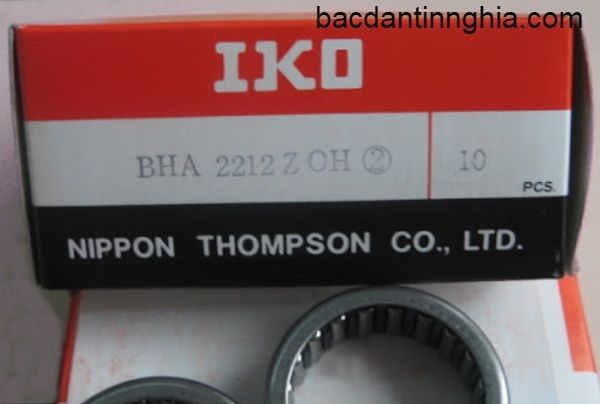 bacdantinnghia.com
IKO
BHA 2212 Z OH ② 10
PCS.
NIPPON THOMPSON CO., LTD.